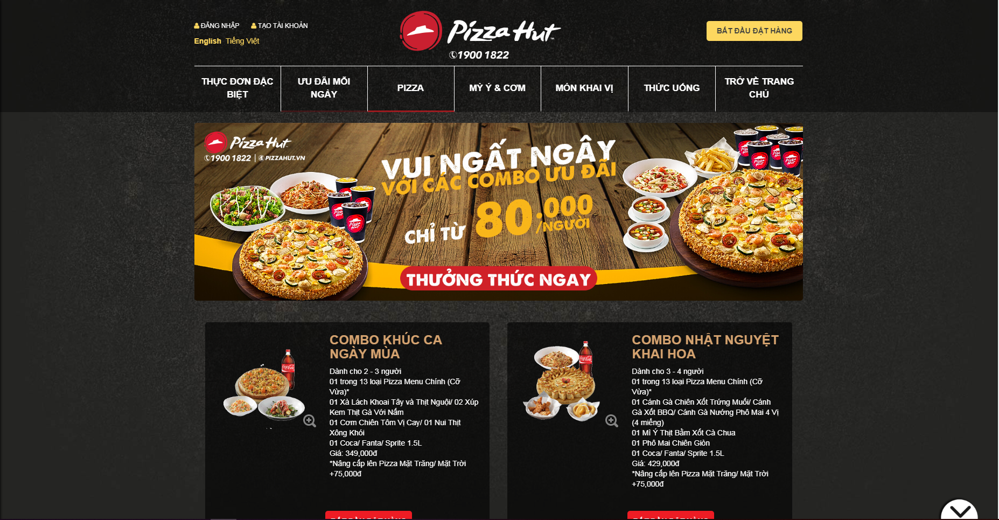 ĐĂNG NHẬP TẠO TÀI KHOẢN
English Tiếng Việt
Pizza Hut™
1900 1822
BẮT ĐẦU ĐẶT HÀNG
THỰC ĐƠN ĐẶC BIỆT
ƯU ĐÃI MỖI NGÀY
PIZZA
MỲ Ý & CƠM
MÓN KHAI VỊ
THỨC UỐNG
TRỞ VỀ TRANG CHỦ
Pizza Hut
1900 1822 | PIZZAHUT.VN
VUI NGẤT NGÂY
VỚI CÁC COMBO ƯU ĐÃI
CHỈ TỪ 80.000
/NGƯỜI
THƯỞNG THỨC NGAY
COMBO KHÚC CA
NGÀY MÙA
Dành cho 2 - 3 người
01 trong 13 loại Pizza Menu Chính (Cỡ
Vừa)*
01 Xà Lách Khoai Tây và Thịt Nguội/ 02 Xúp
Kem Thịt Gà Với Nấm
01 Cơm Chiên Tôm Vị Cay/ 01 Nui Thịt
Xông Khói
01 Coca/ Fanta/ Sprite 1.5L
Giá: 349,000đ
*Nâng cấp lên Pizza Mặt Trăng/ Mặt Trời
+75,000đ
COMBO NHẬT NGUYỆT
KHAI HOA
Dành cho 3 - 4 người
01 trong 13 loại Pizza Menu Chính (Cỡ
Vừa)*
01 Cánh Gà Chiên Xốt Trứng Muối/ Cánh
Gà Xốt BBQ/ Cánh Gà Nướng Phô Mai 4 Vị
(4 miếng)
01 Mì Ý Thịt Bằm Xốt Cà Chua
01 Phô Mai Chiên Giòn
01 Coca/ Fanta/ Sprite 1.5L
Giá: 429,000đ
*Nâng cấp lên Pizza Mặt Trăng/ Mặt Trời
+75,000đ